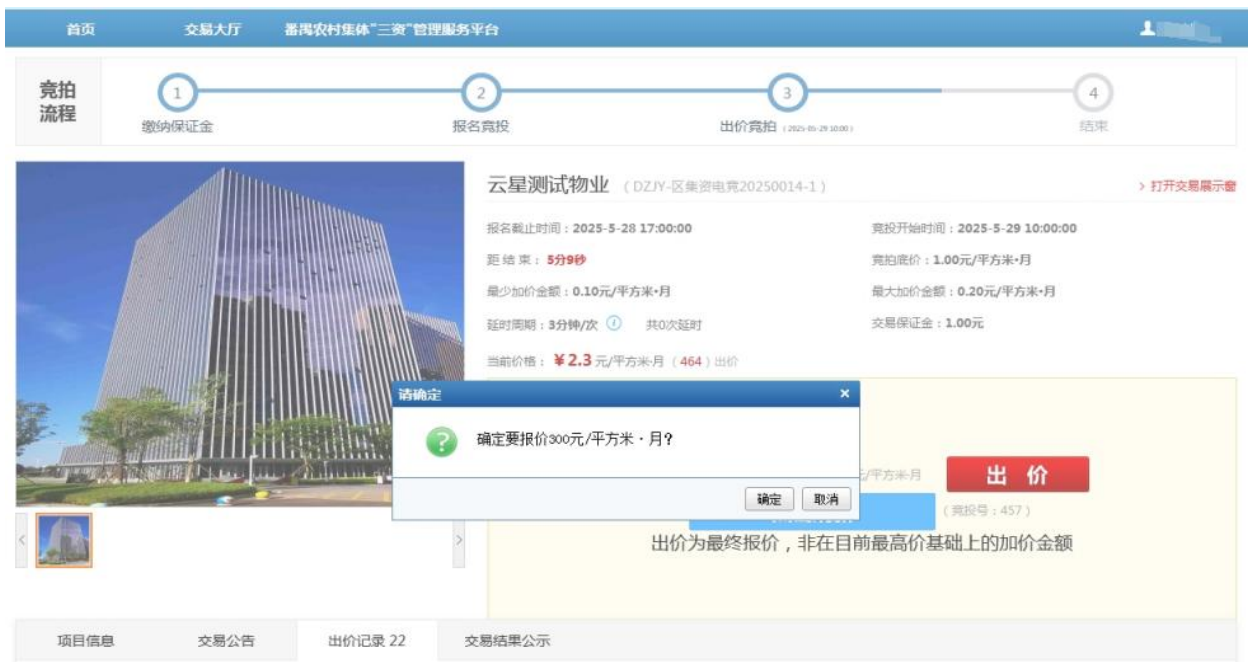 首页 交易大厅 番禺农村集体"三资"管理服务平台
竞拍流程
1 2 3 4
缴纳保证金 报名竞投 出价竞拍 (2025-05-29 10:00) 结束
云星测试物业 (DZJY-区集资电竞20250014-1) > 打开交易展示窗
报名截止时间：2025-5-28 17:00:00 竞投开始时间：2025-5-29 10:00:00
距 结 束： 5分9秒 竞拍底价：1.00元/平方米•月
最少加价金额：0.10元/平方米•月 最大加价金额：0.20元/平方米•月
延时周期：3分钟/次 共0次延时 交易保证金：1.00元
当前价格： ¥2.3 元/平方米·月 (464) 出价
请确定 ×
确定要报价300元/平方米·月?
元/平方米·月 出 价
确定 取消
(竞投号：457)
出价为最终报价，非在目前最高价基础上的加价金额
项目信息 交易公告 出价记录 22 交易结果公示